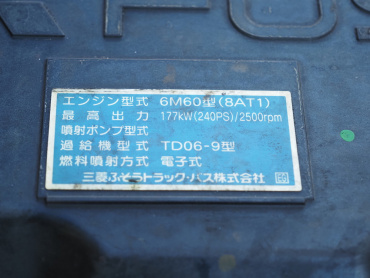 POS
エンジン型式 6M60型(8AT1)
最高出力 177kW(240PS)/2500rpm
噴射ポンプ型式
過給機型式 TD06-9型
燃料噴射方式 電子式
三菱ふそうトラック・バス株式会社